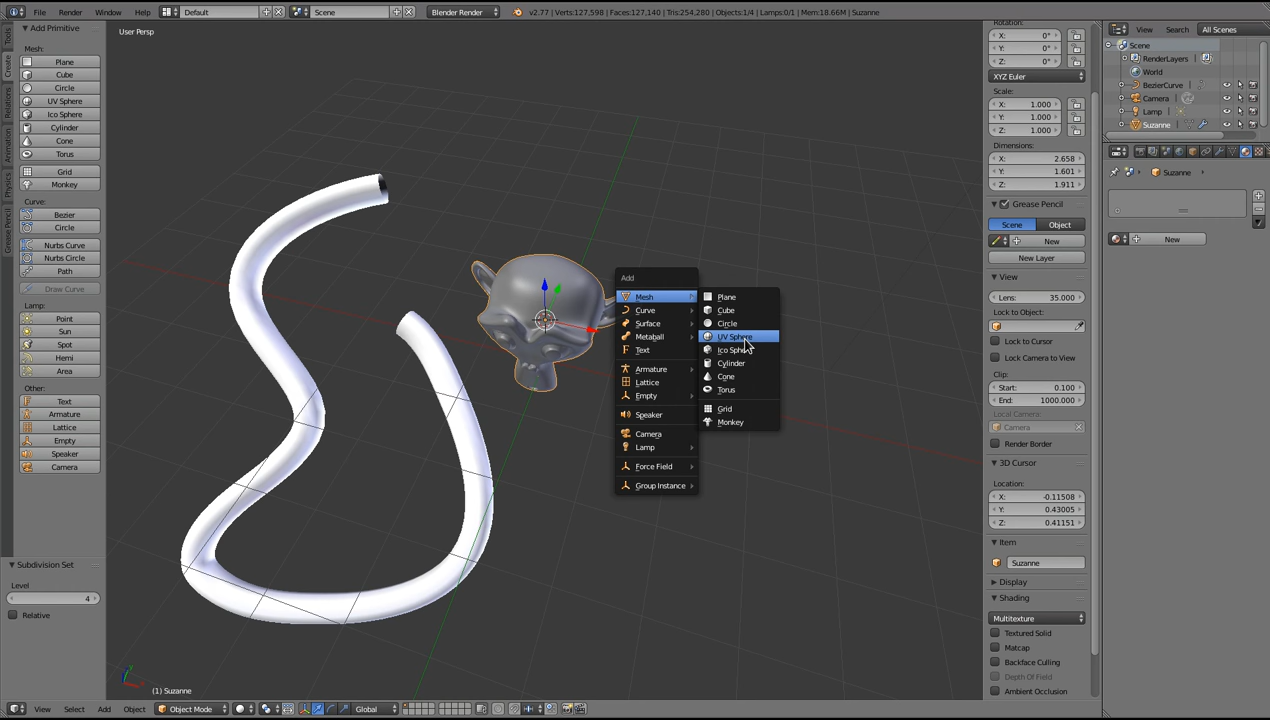 File Render Window Help Default Scene Blender Render v2.77 | Verts:127,598 | Faces:127,140 | Tris:254,280 | Objects:1/4 | Lamps:0/1 | Mem:18.66M | Suzanne
Tools
Create
Relations
Animation
Physics
Grease Pencil
Add Primitive
Mesh:
Plane
Cube
Circle
UV Sphere
Ico Sphere
Cylinder
Cone
Torus
Grid
Monkey
Curve:
Bezier
Circle
Nurbs Curve
Nurbs Circle
Path
Draw Curve
Lamp:
Point
Sun
Spot
Hemi
Area
Other:
Text
Armature
Lattice
Empty
Speaker
Camera
Subdivision Set
Level
4
Relative
User Persp
Add
Mesh
Curve
Surface
Metaball
Text
Armature
Lattice
Empty
Speaker
Camera
Lamp
Force Field
Group Instance
Plane
Cube
Circle
UV Sphere
Ico Sphere
Cylinder
Cone
Torus
Grid
Monkey
(1) Suzanne
View Select Add Object Object Mode Global
Rotation:
X: 0°
Y: 0°
Z: 0°
XYZ Euler
Scale:
X: 1.000
Y: 1.000
Z: 1.000
Dimensions:
X: 2.658
Y: 1.601
Z: 1.911
Grease Pencil
Scene Object
New
New Layer
View
Lens: 35.000
Lock to Object:
Lock to Cursor
Lock Camera to View
Clip:
Start: 0.100
End: 1000.000
Local Camera:
Camera
Render Border
3D Cursor
Location:
X: -0.11508
Y: 0.43005
Z: 0.41151
Item
Suzanne
Display
Shading
Multitexture
Textured Solid
Matcap
Backface Culling
Depth Of Field
Ambient Occlusion
View Search All Scenes
Scene
RenderLayers
World
BezierCurve
Camera
Lamp
Suzanne
Suzanne
New